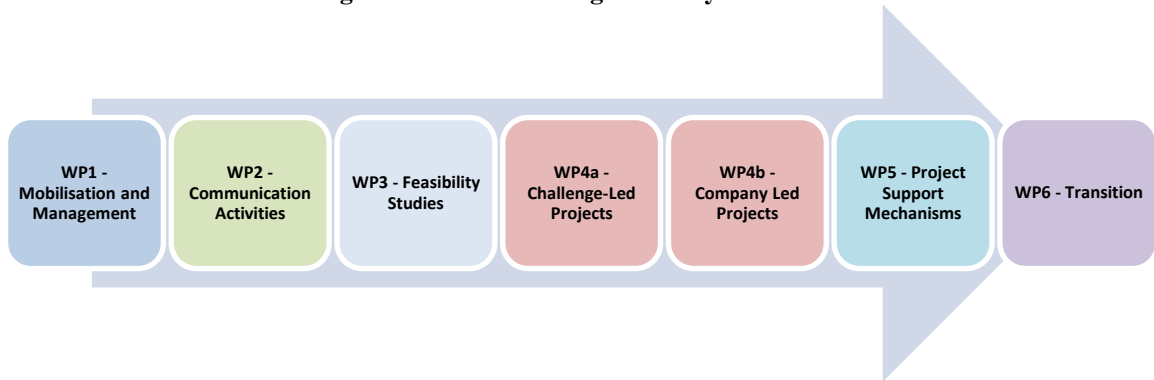 WP1 -
Mobilisation and
Management
WP2 -
Communication
Activities
WP3 - Feasibility
Studies
WP4a -
Challenge-Led
Projects
WP4b -
Company Led
Projects
WP5 - Project
Support
Mechanisms
WP6 - Transition